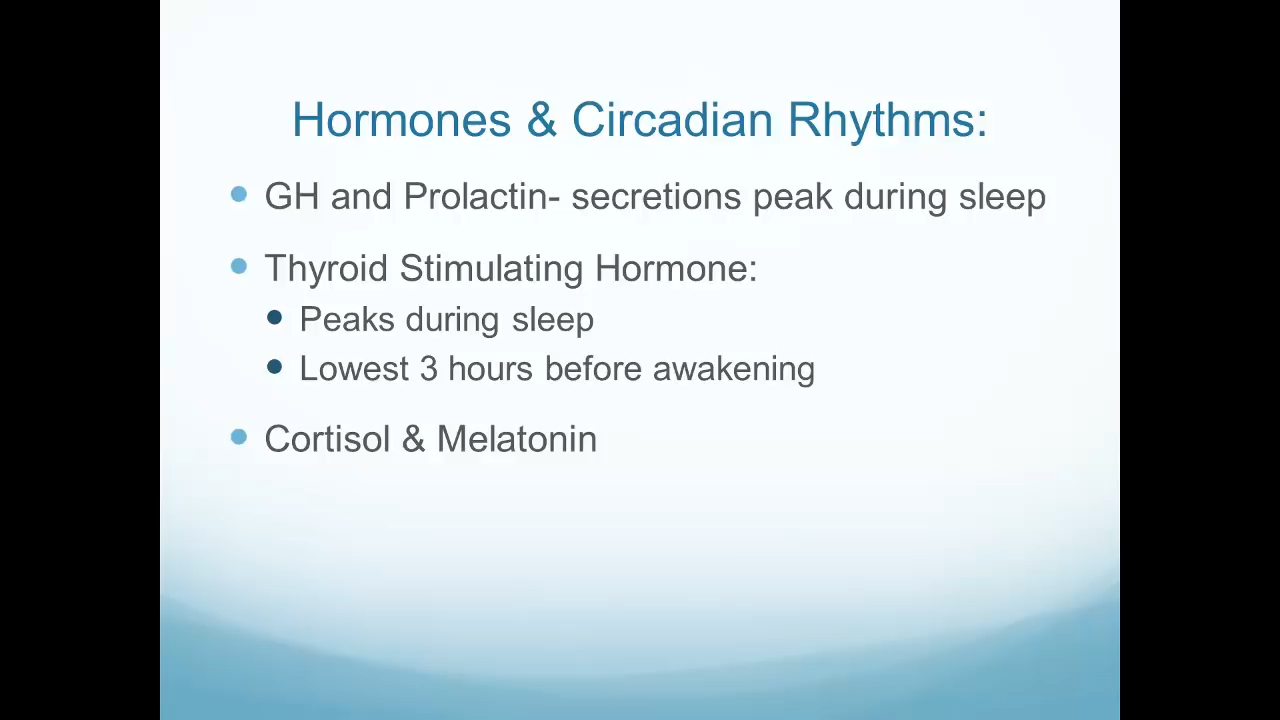 Hormones & Circadian Rhythms:
GH and Prolactin- secretions peak during sleep
Thyroid Stimulating Hormone:
Peaks during sleep
Lowest 3 hours before awakening
Cortisol & Melatonin